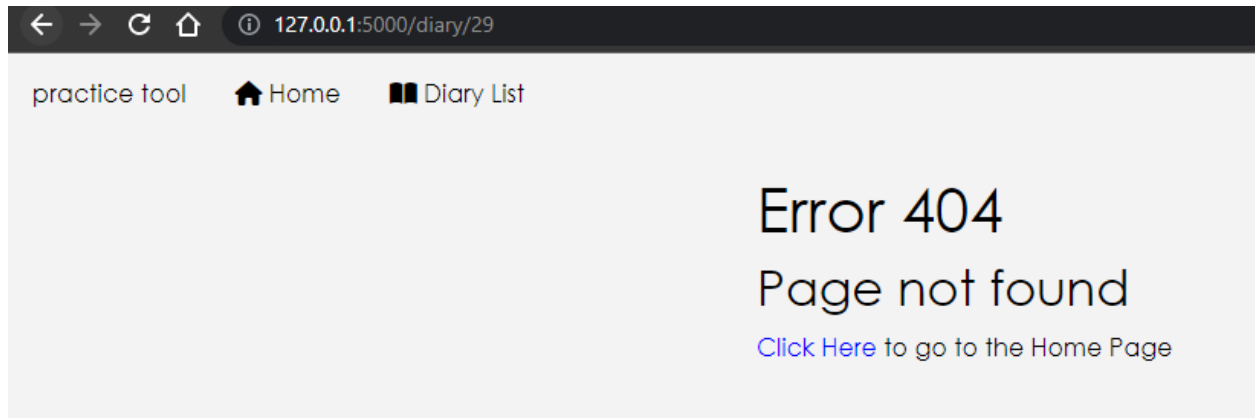 127.0.0.1:5000/diary/29
practice tool Home Diary List
Error 404
Page not found
Click Here to go to the Home Page